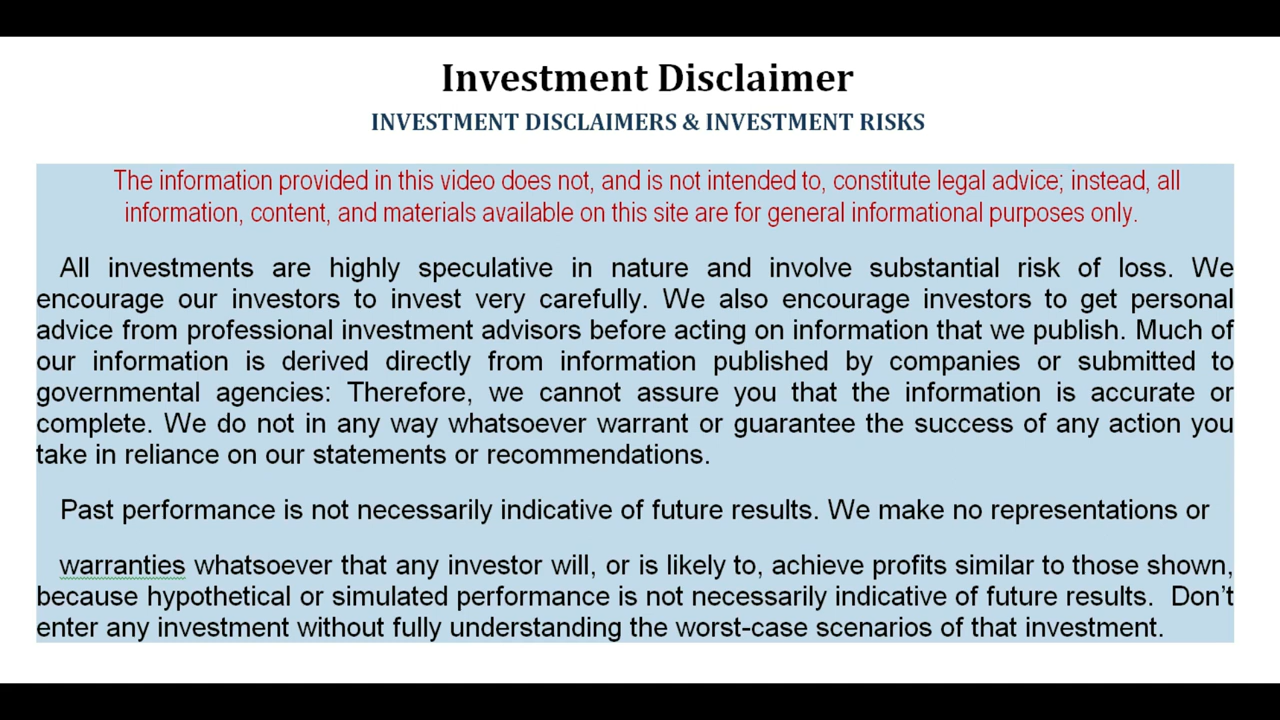 Investment Disclaimer
INVESTMENT DISCLAIMERS & INVESTMENT RISKS
The information provided in this video does not, and is not intended to, constitute legal advice; instead, all
information, content, and materials available on this site are for general informational purposes only.
All investments are highly speculative in nature and involve substantial risk of loss. We
encourage our investors to invest very carefully. We also encourage investors to get personal
advice from professional investment advisors before acting on information that we publish. Much of
our information is derived directly from information published by companies or submitted to
governmental agencies: Therefore, we cannot assure you that the information is accurate or
complete. We do not in any way whatsoever warrant or guarantee the success of any action you
take in reliance on our statements or recommendations.
Past performance is not necessarily indicative of future results. We make no representations or
warranties whatsoever that any investor will, or is likely to, achieve profits similar to those shown,
because hypothetical or simulated performance is not necessarily indicative of future results.  Don’t
enter any investment without fully understanding the worst-case scenarios of that investment.